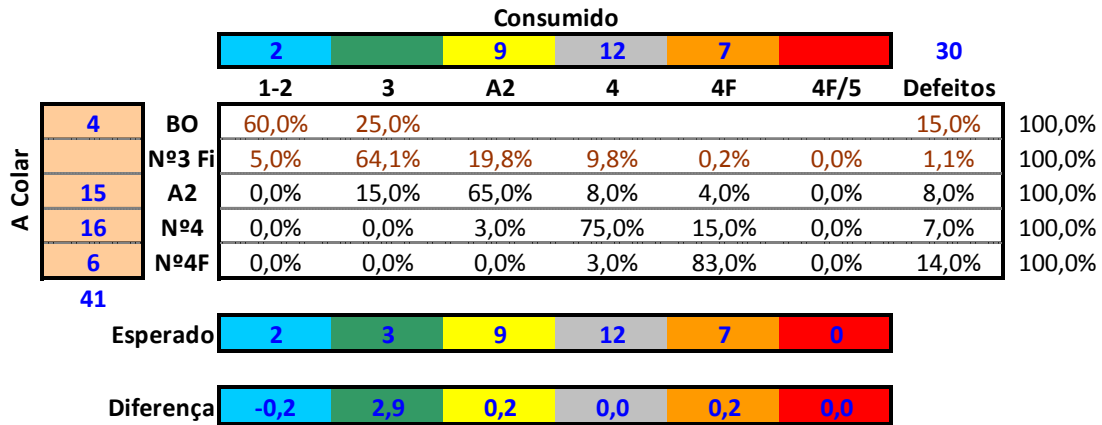 Consumido
2 9 12 7 30
1-2 3 A2 4 4F 4F/5 Defeitos
A Colar
4 BO 60,0% 25,0% 15,0% 100,0%
Nº3 Fi 5,0% 64,1% 19,8% 9,8% 0,2% 0,0% 1,1% 100,0%
15 A2 0,0% 15,0% 65,0% 8,0% 4,0% 0,0% 8,0% 100,0%
16 Nº4 0,0% 0,0% 3,0% 75,0% 15,0% 0,0% 7,0% 100,0%
6 Nº4F 0,0% 0,0% 0,0% 3,0% 83,0% 0,0% 14,0% 100,0%
41
Esperado 2 3 9 12 7 0
Diferença -0,2 2,9 0,2 0,0 0,2 0,0